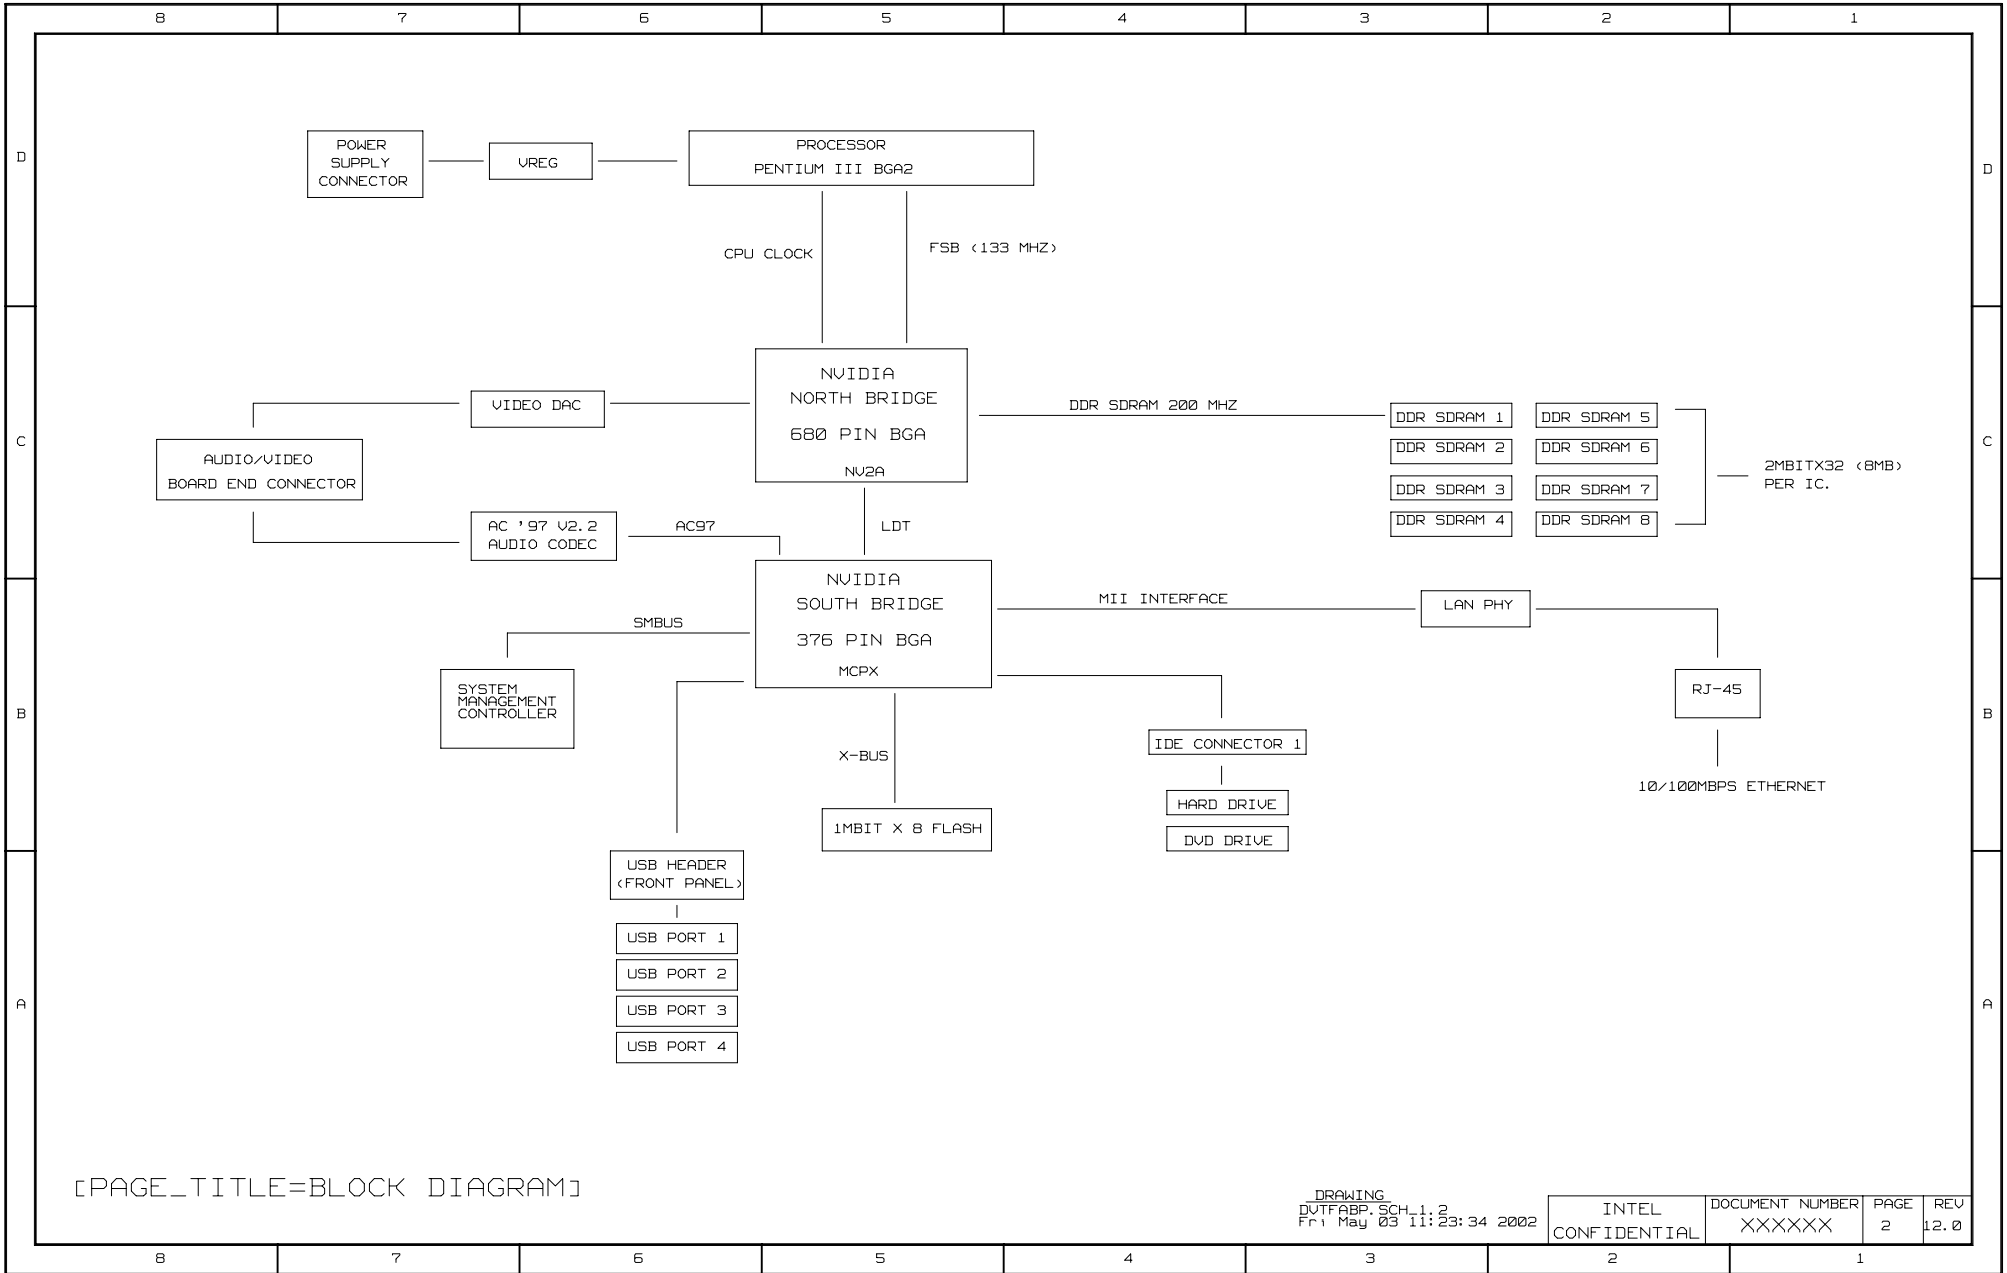 8 7 6 5 4 3 2 1
D
D
POWER
SUPPLY
CONNECTOR
VREG
PROCESSOR
PENTIUM III BGA2
CPU CLOCK
FSB (133 MHZ)
NVIDIA
NORTH BRIDGE
680 PIN BGA
NV2A
VIDEO DAC
DDR SDRAM 200 MHZ
DDR SDRAM 1
DDR SDRAM 5
DDR SDRAM 2
DDR SDRAM 6
DDR SDRAM 3
DDR SDRAM 7
DDR SDRAM 4
DDR SDRAM 8
2MBITX32 (8MB)
PER IC.
C
C
AUDIO/VIDEO
BOARD END CONNECTOR
AC '97 V2.2
AUDIO CODEC
AC97
LDT
NVIDIA
SOUTH BRIDGE
376 PIN BGA
MCPX
MII INTERFACE
LAN PHY
SMBUS
SYSTEM
MANAGEMENT
CONTROLLER
RJ-45
B
B
X-BUS
IDE CONNECTOR 1
10/100MBPS ETHERNET
HARD DRIVE
1MBIT X 8 FLASH
DVD DRIVE
USB HEADER
(FRONT PANEL)
USB PORT 1
USB PORT 2
USB PORT 3
USB PORT 4
A
A
[PAGE_TITLE=BLOCK DIAGRAM]
DRAWING
DVTFABP.SCH_1.2
Fri May 03 11:23:34 2002
INTEL
CONFIDENTIAL
DOCUMENT NUMBER
XXXXXX
PAGE
2
REV
12.0
8 7 6 5 4 3 2 1